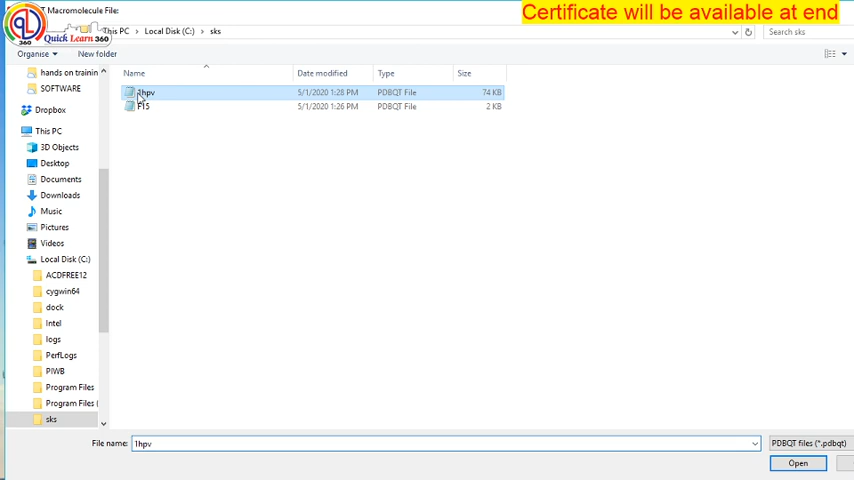 T Macromolecule File:
Certificate will be available at end
QL
360
Quick Learn 360
This PC > Local Disk (C:) > sks
Search sks
Organise
New folder
Name
Date modified
Type
Size
hands on trainin
SOFTWARE
Dropbox
This PC
3D Objects
Desktop
Documents
Downloads
Music
Pictures
Videos
Local Disk (C:)
ACDFREE12
cygwin64
dock
Intel
logs
PerfLogs
PIWB
Program Files
Program Files (
sks
1hpv 5/1/2020 1:28 PM PDBQT File 74 KB
F15 5/1/2020 1:26 PM PDBQT File 2 KB
File name: 1hpv
PDBQT files (*.pdbqt)
Open